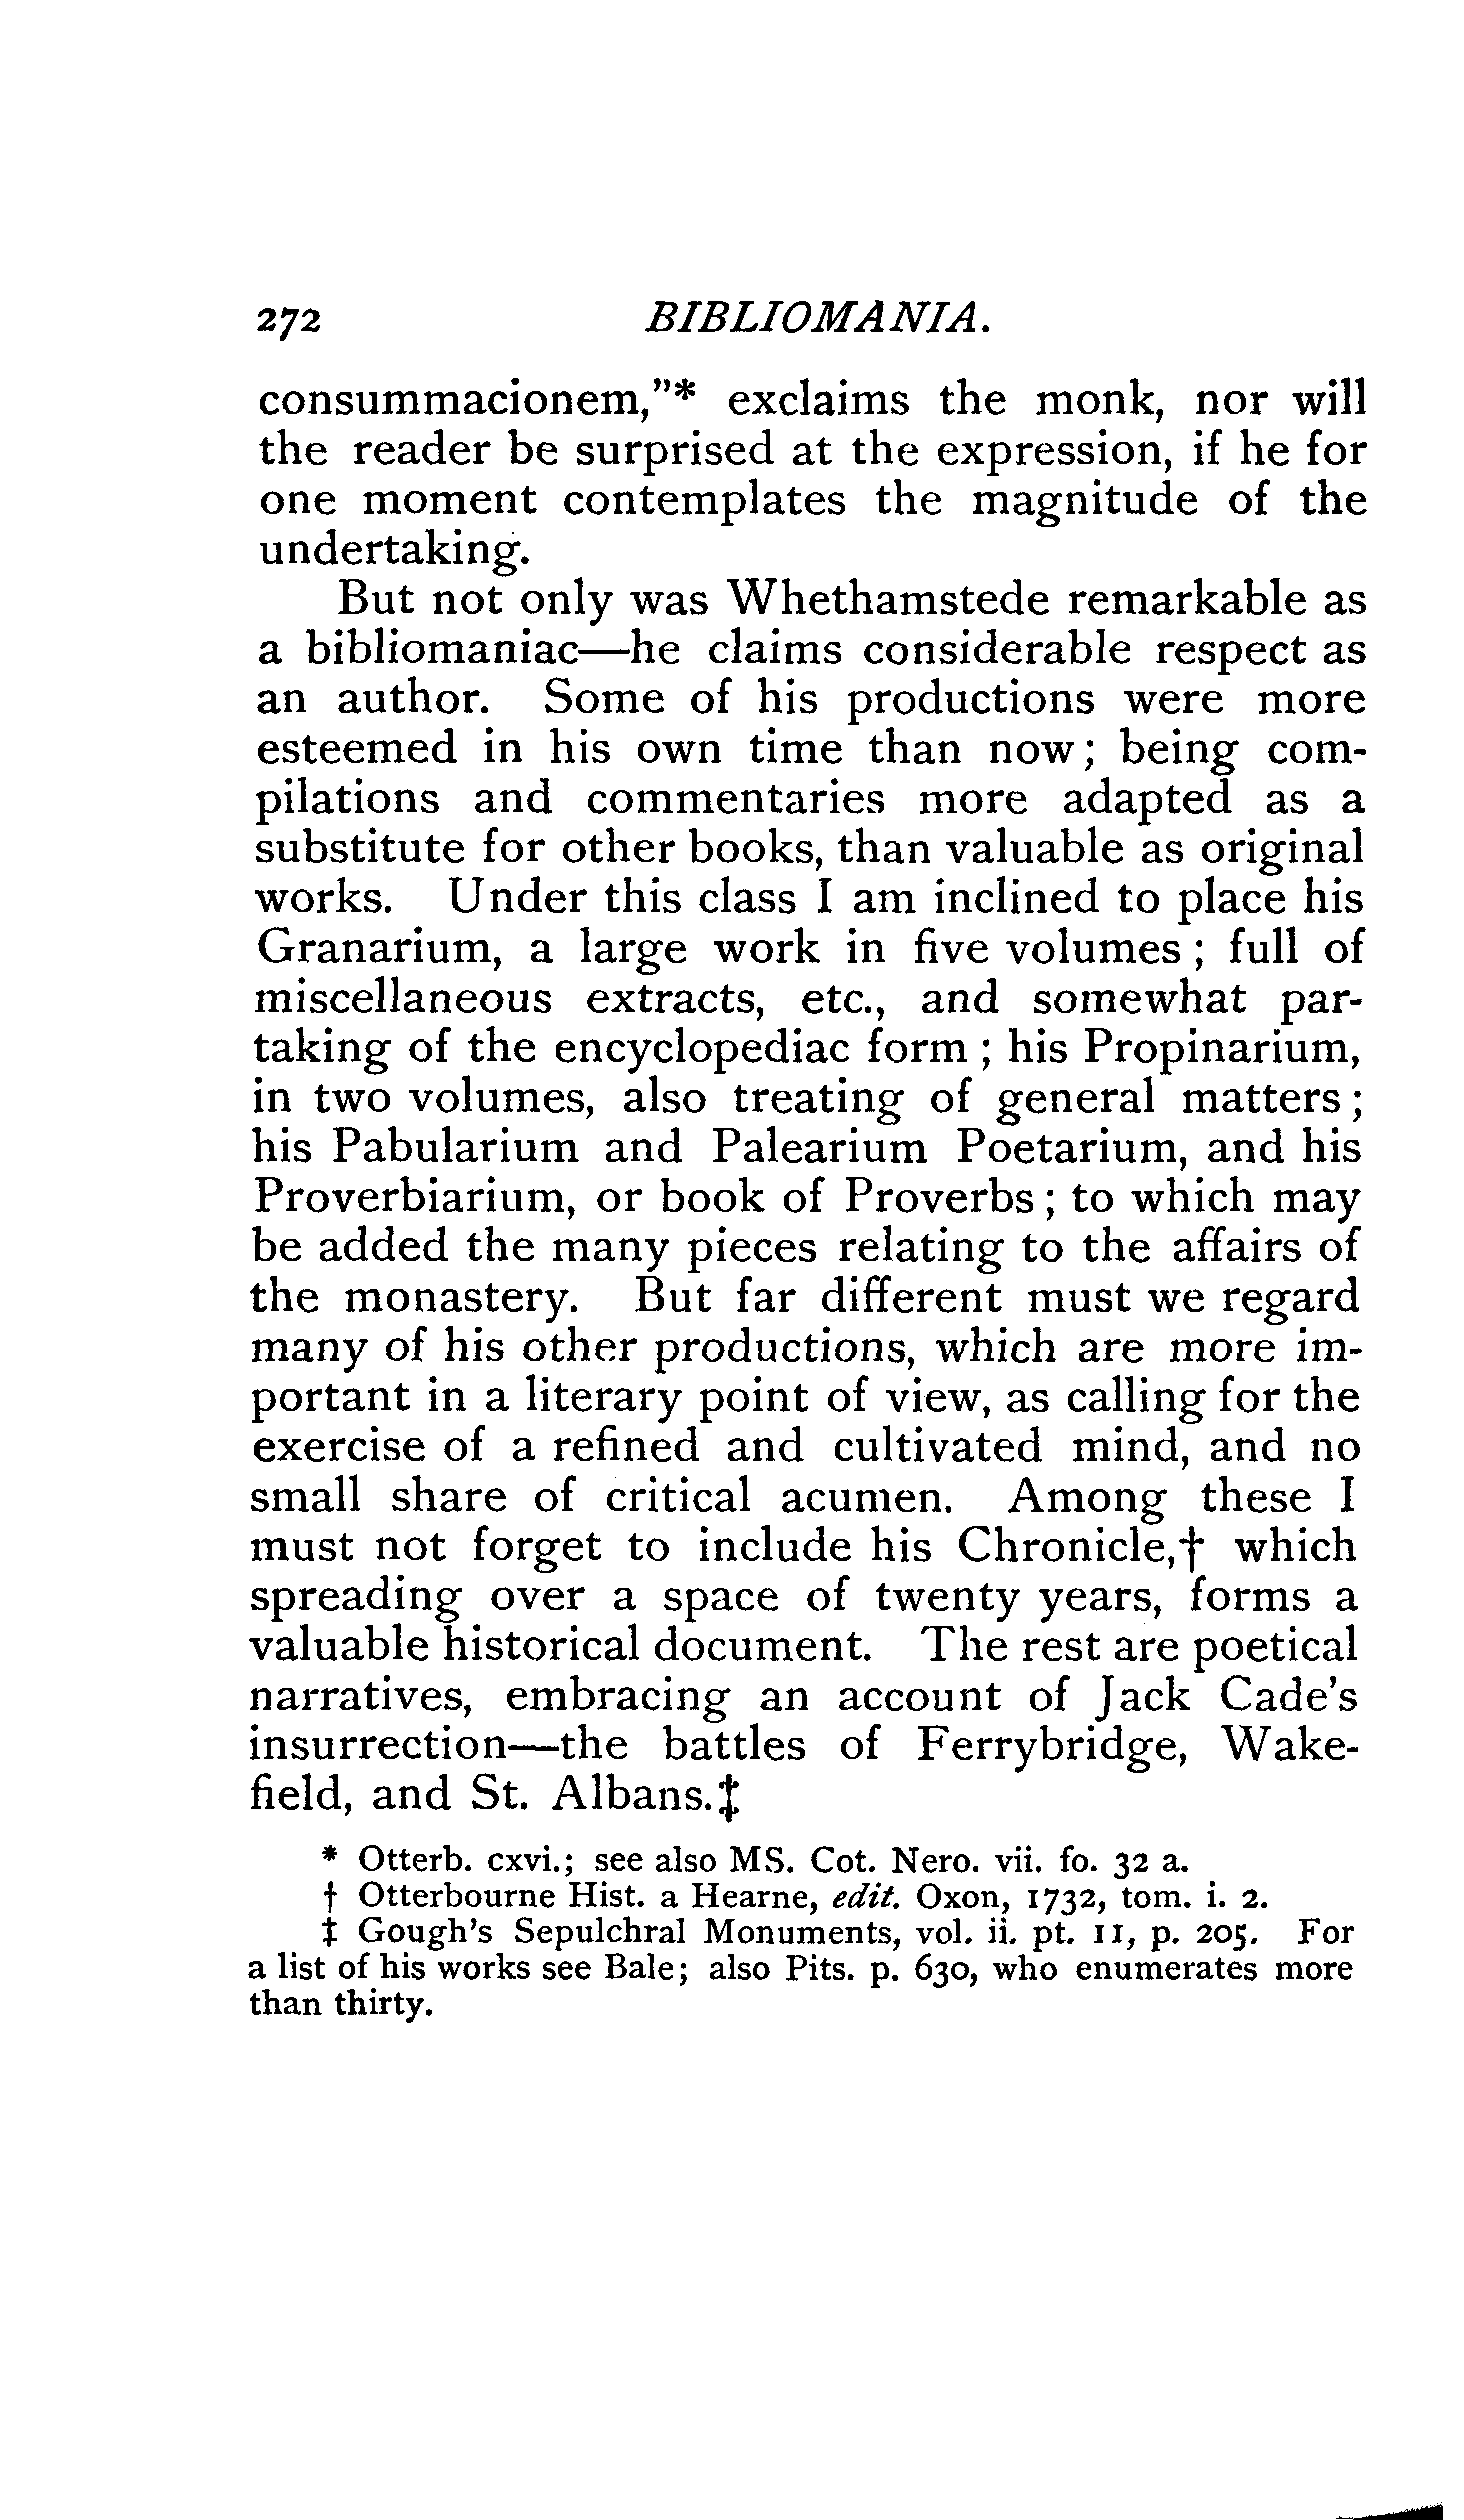 272 BIBLIOMANIA.
consummacionem,”* exclaims the monk, nor will
the reader be surprised at the expression, if he for
one moment contemplates the magnitude of the
undertaking.
But not only was Whethamstede remarkable as
a bibliomaniac—he claims considerable respect as
an author. Some of his productions were more
esteemed in his own time than now; being com-
pilations and commentaries more adapted as a
substitute for other books, than valuable as original
works. Under this class I am inclined to place his
Granarium, a large work in five volumes; full of
miscellaneous extracts, etc., and somewhat par-
taking of the encyclopediac form; his Propinarium,
in two volumes, also treating of general matters;
his Pabularium and Palearium Poetarium, and his
Proverbiarium, or book of Proverbs; to which may
be added the many pieces relating to the affairs of
the monastery. But far different must we regard
many of his other productions, which are more im-
portant in a literary point of view, as calling for the
exercise of a refined and cultivated mind, and no
small share of critical acumen. Among these I
must not forget to include his Chronicle,† which
spreading over a space of twenty years, forms a
valuable historical document. The rest are poetical
narratives, embracing an account of Jack Cade’s
insurrection—the battles of Ferrybridge, Wake-
field, and St. Albans.‡
* Otterb. cxvi.; see also MS. Cot. Nero. vii. fo. 32 a.
† Otterbourne Hist. a Hearne, edit. Oxon, 1732, tom. i. 2.
‡ Gough’s Sepulchral Monuments, vol. ii. pt. 11, p. 205. For
a list of his works see Bale; also Pits. p. 630, who enumerates more
than thirty.